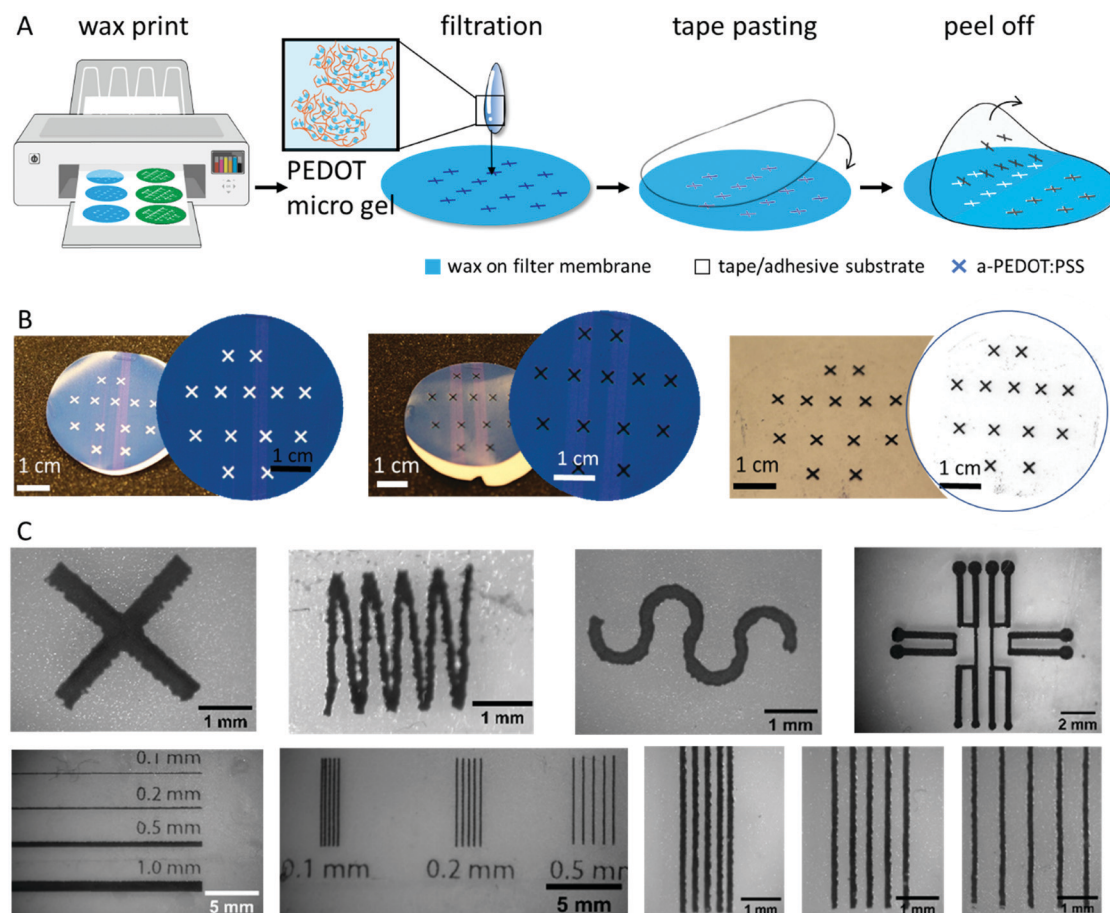 A
wax print
filtration
tape pasting
peel off
PEDOT
micro gel
wax on filter membrane
tape/adhesive substrate
a-PEDOT:PSS
B
1 cm
1 cm
1 cm
1 cm
1 cm
1 cm
C
1 mm
1 mm
1 mm
2 mm
0.1 mm
0.2 mm
0.5 mm
1.0 mm
5 mm
0.1 mm
0.2 mm
0.5 mm
5 mm
1 mm
1 mm
1 mm